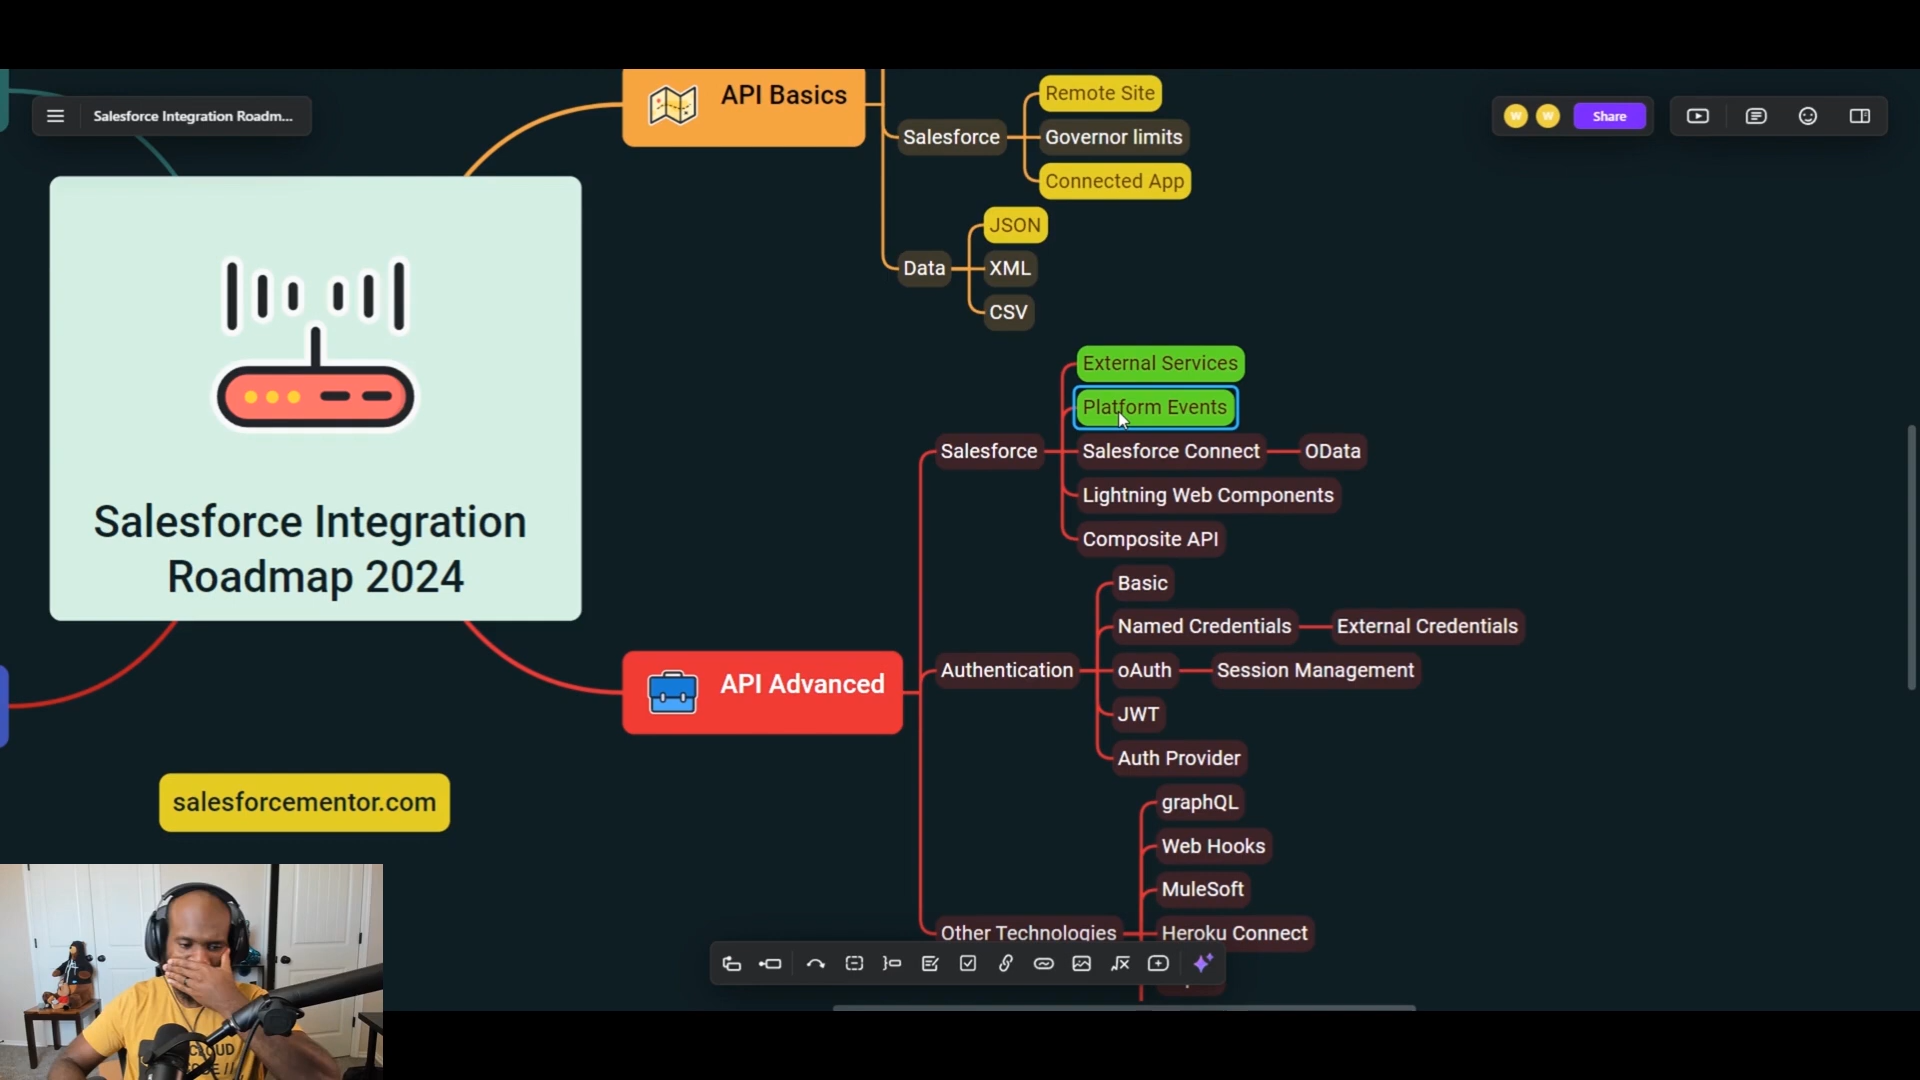 Salesforce Integration Roadm...
API Basics
Salesforce
Remote Site
Governor limits
Connected App
Data
JSON
XML
CSV
W
W
Share
Salesforce Integration
Roadmap 2024
API Advanced
Salesforce
External Services
Platform Events
Salesforce Connect
OData
Lightning Web Components
Composite API
Authentication
Basic
Named Credentials
External Credentials
oAuth
Session Management
JWT
Auth Provider
Other Technologies
graphQL
Web Hooks
MuleSoft
Heroku Connect
salesforcementor.com
CLOUD
CODE //